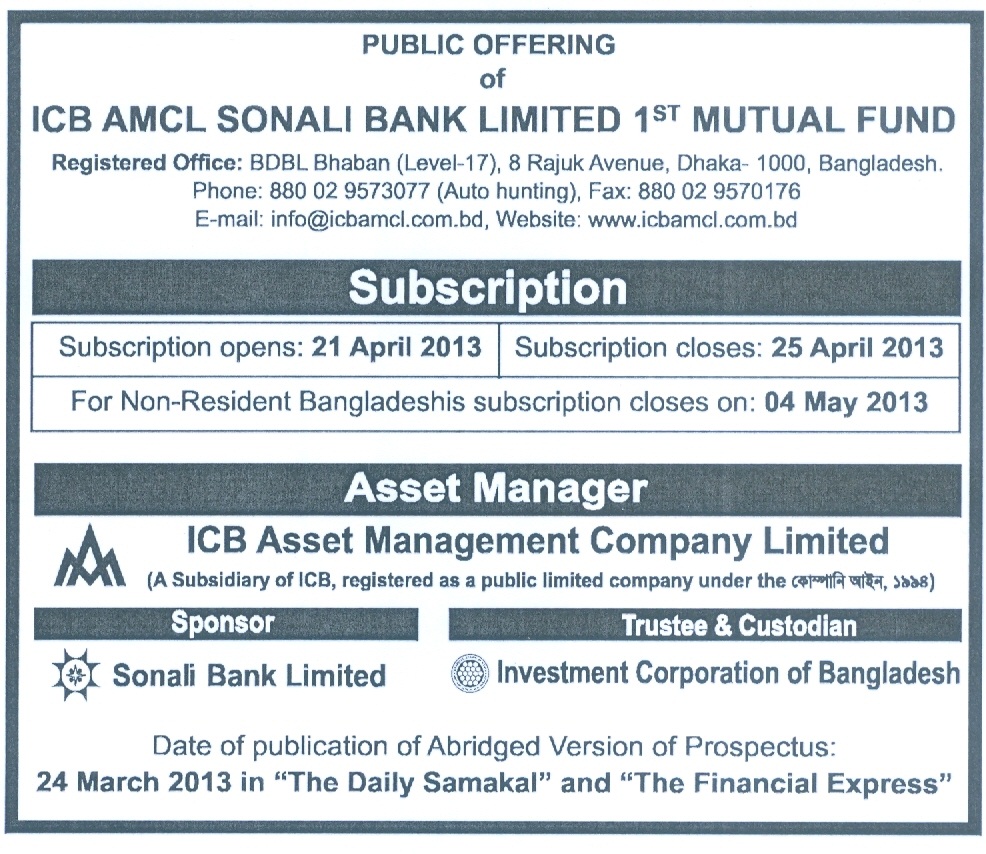 PUBLIC OFFERING
of
ICB AMCL SONALI BANK LIMITED 1ST MUTUAL FUND
Registered Office: BDBL Bhaban (Level-17), 8 Rajuk Avenue, Dhaka- 1000, Bangladesh.
Phone: 880 02 9573077 (Auto hunting), Fax: 880 02 9570176
E-mail: info@icbamcl.com.bd, Website: www.icbamcl.com.bd
Subscription
Subscription opens: 21 April 2013 Subscription closes: 25 April 2013
For Non-Resident Bangladeshis subscription closes on: 04 May 2013
Asset Manager
ICB Asset Management Company Limited
(A Subsidiary of ICB, registered as a public limited company under the কোম্পানি আইন, ১৯৯৪)
Sponsor Trustee & Custodian
Sonali Bank Limited Investment Corporation of Bangladesh
Date of publication of Abridged Version of Prospectus:
24 March 2013 in “The Daily Samakal” and “The Financial Express”